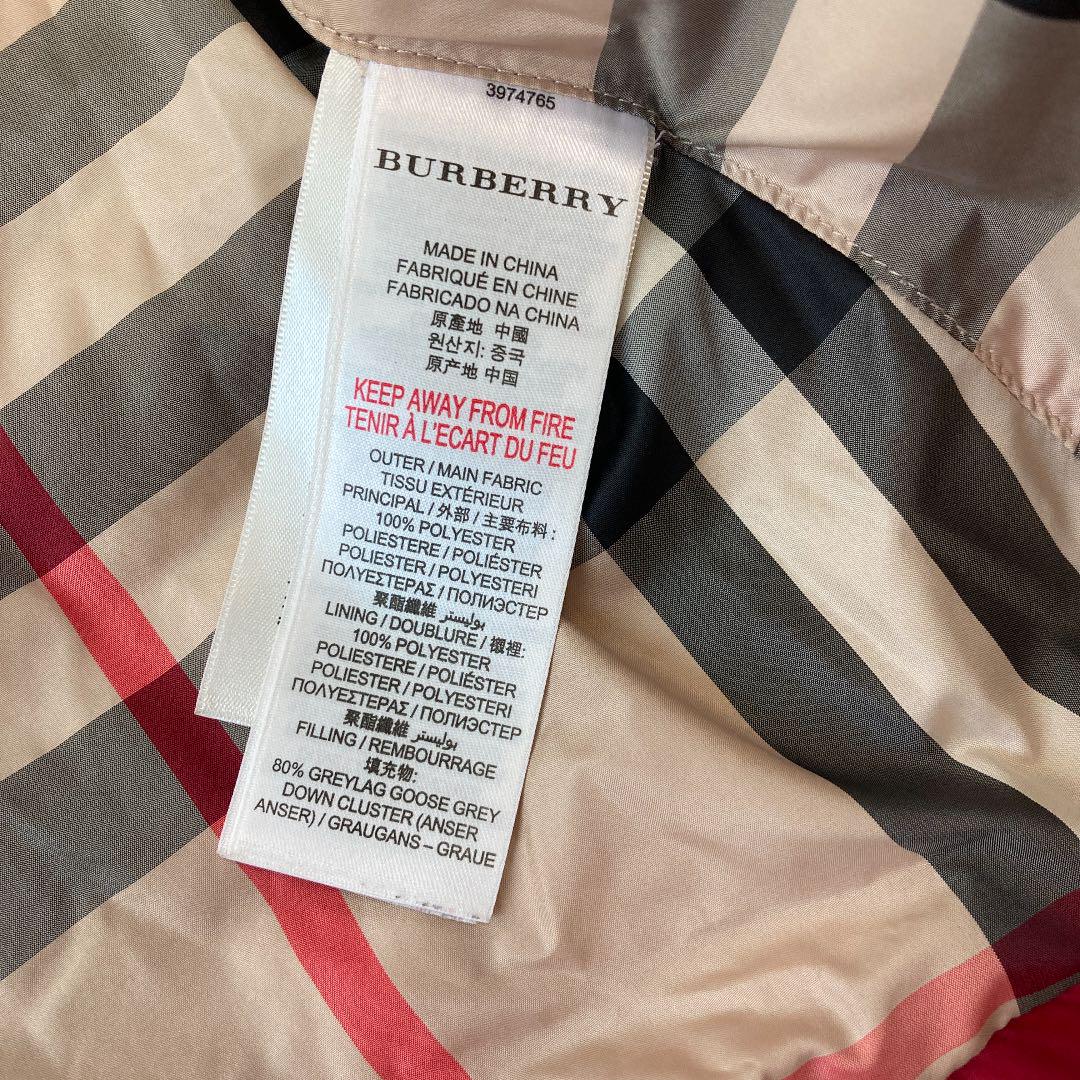 3974765
BURBERRY
MADE IN CHINA
FABRIQUÉ EN CHINE
FABRICADO NA CHINA
原產地 中國
원산지: 중국
原产地 中国
KEEP AWAY FROM FIRE
TENIR À L'ECART DU FEU
OUTER / MAIN FABRIC
TISSU EXTÉRIEUR
PRINCIPAL / 外部 / 主要布料 :
100% POLYESTER
POLIESTERE / POLIÉSTER
POLIESTER / POLYESTERI
ΠΟΛΥΕΣΤΕΡΑΣ / ПОЛИЭСТЕР
聚酯纖維 بوليستر
LINING / DOUBLURE / 襯裡:
100% POLYESTER
POLIESTERE / POLIÉSTER
POLIESTER / POLYESTERI
ΠΟΛΥΕΣΤΕΡΑΣ / ПОЛИЭСТЕР
聚酯纖維 بوليستر
FILLING / REMBOURRAGE
填充物:
80% GREYLAG GOOSE GREY
DOWN CLUSTER (ANSER
ANSER) / GRAUGANS – GRAUE